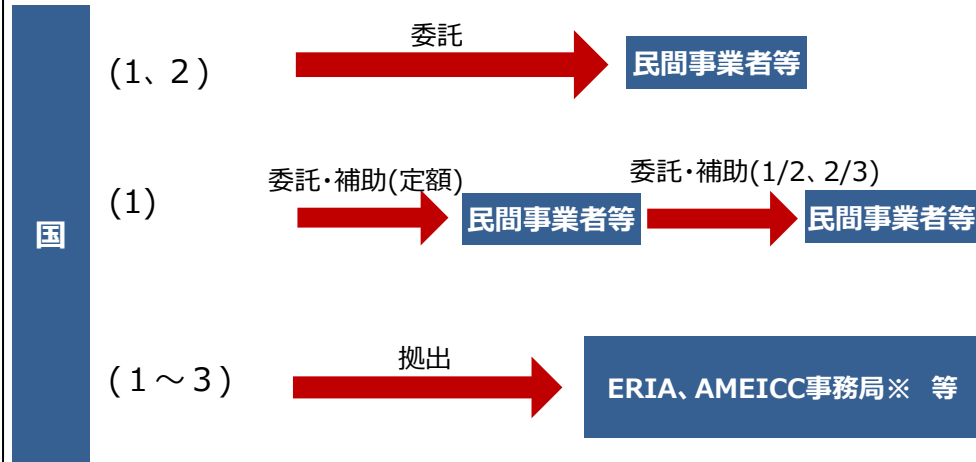 国
(1、2)
委託
民間事業者等
(1)
委託・補助(定額)
民間事業者等
委託・補助(1/2、2/3)
民間事業者等
(1～3)
拠出
ERIA、AMEICC事務局※ 等